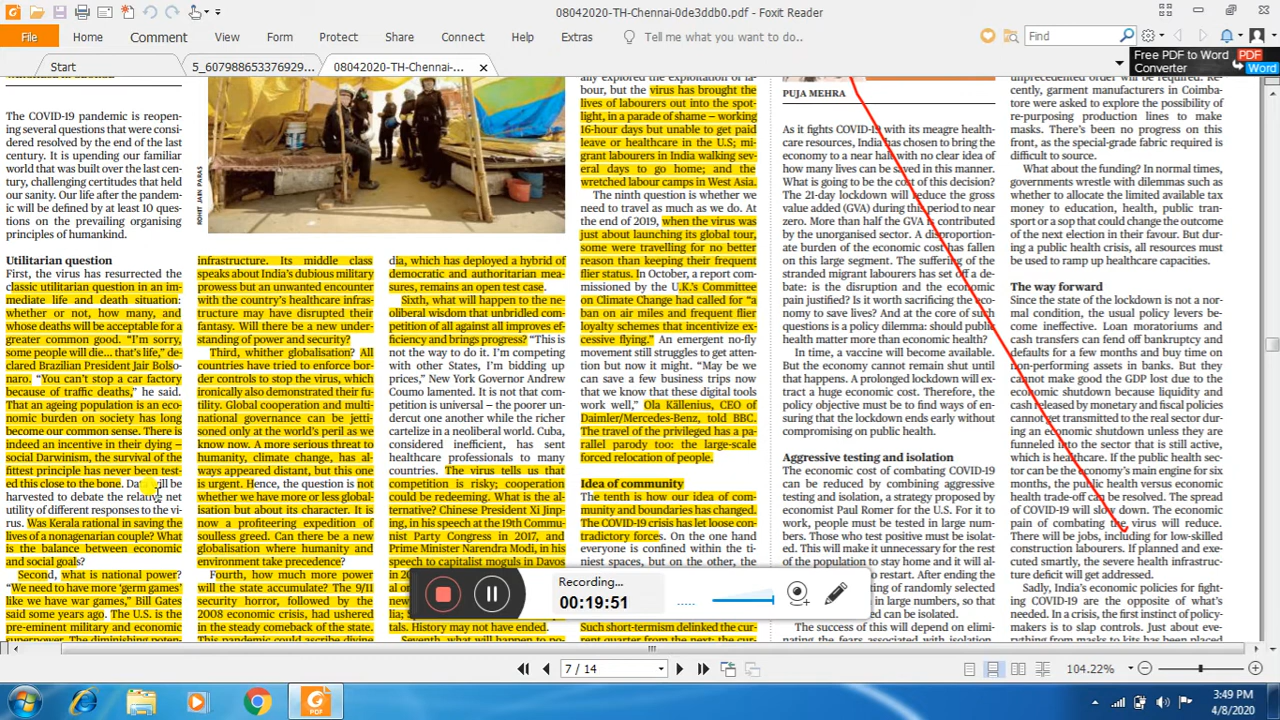 08042020-TH-Chennai-0de3ddb0.pdf - Foxit Reader
File
Home
Comment
View
Form
Protect
Share
Connect
Help
Extras
Tell me what you want to do...
Find
Start
5_607988653376929...
08042020-TH-Chennai-...
Free PDF to Word
Converter
PDF
Word
The COVID-19 pandemic is reopen-
ing several questions that were consi-
dered resolved by the end of the last
century. It is upending our familiar
world that was built over the last cen-
tury, challenging certitudes that held
our sanity. Our life after the pandem-
ic will be defined by at least 10 ques-
tions on the prevailing organising
principles of humankind.
Utilitarian question
First, the virus has resurrected the
classic utilitarian question in an im-
mediate life and death situation:
whether or not, how many, and
whose deaths will be acceptable for a
greater common good. “I’m sorry,
some people will die... that’s life,” de-
clared Brazilian President Jair Bolso-
naro. “You can’t stop a car factory
because of traffic deaths,” he said.
That an ageing population is an eco-
nomic burden on society has long
become our common sense. There is
indeed an incentive in their dying –
social Darwinism, the survival of the
fittest principle has never been test-
ed this close to the bone. Data will be
harvested to debate the relative net
utility of different responses to the vi-
rus. Was Kerala rational in saving the
lives of a nonagenarian couple? What
is the balance between economic
and social goals?
Second, what is national power?
“We need to have more ‘germ games’
like we have war games,” Bill Gates
said some years ago. The U.S. is the
pre-eminent military and economic
superpower. The diminishing poten-
ROHIT JAIN PARAS
infrastructure. Its middle class
speaks about India’s dubious military
prowess but an unwanted encounter
with the country’s healthcare infras-
tructure may have disrupted their
fantasy. Will there be a new under-
standing of power and security?
Third, whither globalisation? All
countries have tried to enforce bor-
der controls to stop the virus, which
ironically also demonstrated their fu-
tility. Global cooperation and multi-
national governance can be jetti-
soned only at the world’s peril as we
know now. A more serious threat to
humanity, climate change, has al-
ways appeared distant, but this one
is urgent. Hence, the question is not
whether we have more or less global-
isation but about its character. It is
now a profiteering expedition of
soulless greed. Can there be a new
globalisation where humanity and
environment take precedence?
Fourth, how much more power
will the state accumulate? The 9/11
security horror, followed by the
2008 economic crisis, had ushered
in the steady comeback of the state.
This pandemic could ascribe divine
dia, which has deployed a hybrid of
democratic and authoritarian mea-
sures, remains an open test case.
Sixth, what will happen to the ne-
oliberal wisdom that unbridled com-
petition of all against all improves ef-
ficiency and brings progress? “This is
not the way to do it. I’m competing
with other States, I’m bidding up
prices,” New York Governor Andrew
Cuomo lamented. It is not that com-
petition is universal – the poorer un-
dercut one another while the richer
cartelize in a neoliberal world. Cuba,
considered inefficient, has sent
healthcare professionals to many
countries. The virus tells us that
competition is risky; cooperation
could be redeeming. What is the al-
ternative? Chinese President Xi Jinp-
ing, in his speech at the 19th Commu-
nist Party Congress in 2017, and
Prime Minister Narendra Modi, in his
speech to capitalist moguls in Davos
tals. History may not have ended.
Seventh, what will happen to po-
ally explored the exploitation of la-
bour, but the virus has brought the
lives of labourers out into the spot-
light, in a parade of shame – working
16-hour days but unable to get paid
leave or healthcare in the U.S; mi-
grant labourers in India walking sev-
eral days to go home; and the
wretched labour camps in West Asia.
The ninth question is whether we
need to travel as much as we do. At
the end of 2019, when the virus was
just about launching its global tour,
some were travelling for no better
reason than keeping their frequent
flier status. In October, a report com-
missioned by the U.K.’s Committee
on Climate Change had called for “a
ban on air miles and frequent flier
loyalty schemes that incentivize ex-
cessive flying.” An emergent no-fly
movement still struggles to get atten-
tion but now it might. “May be we
can save a few business trips now
that we know these digital tools
work well,” Ola Källenius, CEO of
Daimler/Mercedes-Benz, told BBC.
The travel of the privileged has a pa-
rallel parody too: the large-scale
forced relocation of people.
Idea of community
The tenth is how our idea of com-
munity and boundaries has changed.
The COVID-19 crisis has let loose con-
tradictory forces. On the one hand
everyone is confined within the ti-
niest spaces, but on the other, the
Such short-termism delinked the cur-
rent quarter from the next; the cur-
PUJA MEHRA
As it fights COVID-19 with its meagre health-
care resources, India has chosen to bring the
economy to a near halt with no clear idea of
how many lives can be saved in this manner.
What is going to be the cost of this decision?
The 21-day lockdown will reduce the gross
value added (GVA) during this period to near
zero. More than half the GVA is contributed
by the unorganised sector. A disproportion-
ate burden of the economic cost has fallen
on this large segment. The suffering of the
stranded migrant labourers has set off a de-
bate: is the disruption and the economic
pain justified? Is it worth sacrificing the eco-
nomy to save lives? And at the core of such
questions is a policy dilemma: should public
health matter more than economic health?
In time, a vaccine will become available.
But the economy cannot remain shut until
that happens. A prolonged lockdown will ex-
tract a huge economic cost. Therefore, the
policy objective must be to find ways of en-
suring that the lockdown ends early without
compromising on public health.
Aggressive testing and isolation
The economic cost of combating COVID-19
can be reduced by combining testing and
isolation, a strategy proposed by
economist Paul Romer for the U.S. For it to
work, people must be tested in large num-
bers. Those who test positive must be isolat-
ed. This will make it unnecessary for the rest
of the population to stay home and it will al-
to restart. After ending the
of randomly selected
in large numbers, so that
can be isolated.
The success of this will depend on elimi-
nating the fears associated with isolation.
unprecedented order will be required. Re-
cently, garment manufacturers in Coimba-
tore were asked to explore the possibility of
re-purposing production lines to make
masks. There’s been no progress on this
front, as the special-grade fabric required is
difficult to source.
What about the funding? In normal times,
governments wrestle with dilemmas such as
whether to allocate the limited available tax
money to education, health, public trans-
port or a sop that could change the outcome
of the next election in their favour. But dur-
ing a public health crisis, all resources must
be used to ramp up healthcare capacities.
The way forward
Since the state of the lockdown is not a nor-
mal condition, the usual policy levers be-
come ineffective. Loan moratoriums and
cash transfers can fend off bankruptcy and
defaults for a few months and buy time on
non-performing assets in banks. But they
cannot make good the GDP lost due to the
economic shutdown because liquidity and
cash released by monetary and fiscal policies
cannot get transmitted to the real sector dur-
ing an economic shutdown unless they are
funneled into the sector that is still active,
which is healthcare. If the public health sec-
tor can be the economy’s main engine for six
months, the public health versus economic
health trade-off can be resolved. The spread
of COVID-19 will slow down. The economic
pain of combating the virus will reduce.
There will be jobs, including for low-skilled
construction labourers. If planned and exe-
cuted smartly, the severe health infrastruc-
ture deficit will get addressed.
Sadly, India’s economic policies for fight-
ing COVID-19 are the opposite of what’s
needed. In a crisis, the first instinct of policy-
makers is to slap controls. Just about eve-
rything from masks to kits has been placed
Recording...
00:19:51
7 / 14
104.22%
3:49 PM
4/8/2020